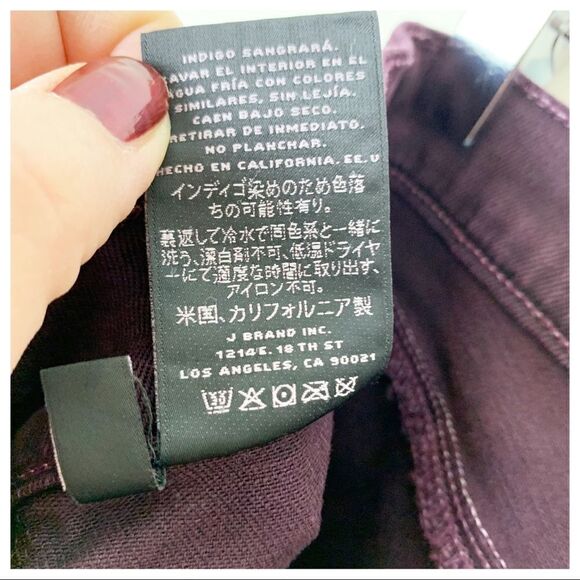 INDIGO SANGRARÁ.
LAVAR EL INTERIOR EN EL
AGUA FRÍA CON COLORES
SIMILARES, SIN LEJÍA.
CAEN BAJO SECO.
RETIRAR DE INMEDIATO.
NO PLANCHAR.
HECHO EN CALIFORNIA. EE.U
インディゴ染めのため色落
ちの可能性有り。
裏返して冷水で同色系と一緒に
洗う、漂白剤不可、低温ドライヤ
ーにて適度な時間に取り出す、
アイロン不可。
米国、カリフォルニア製
J BRAND INC.
1214 E. 18 TH ST
LOS ANGELES, CA 90021
30